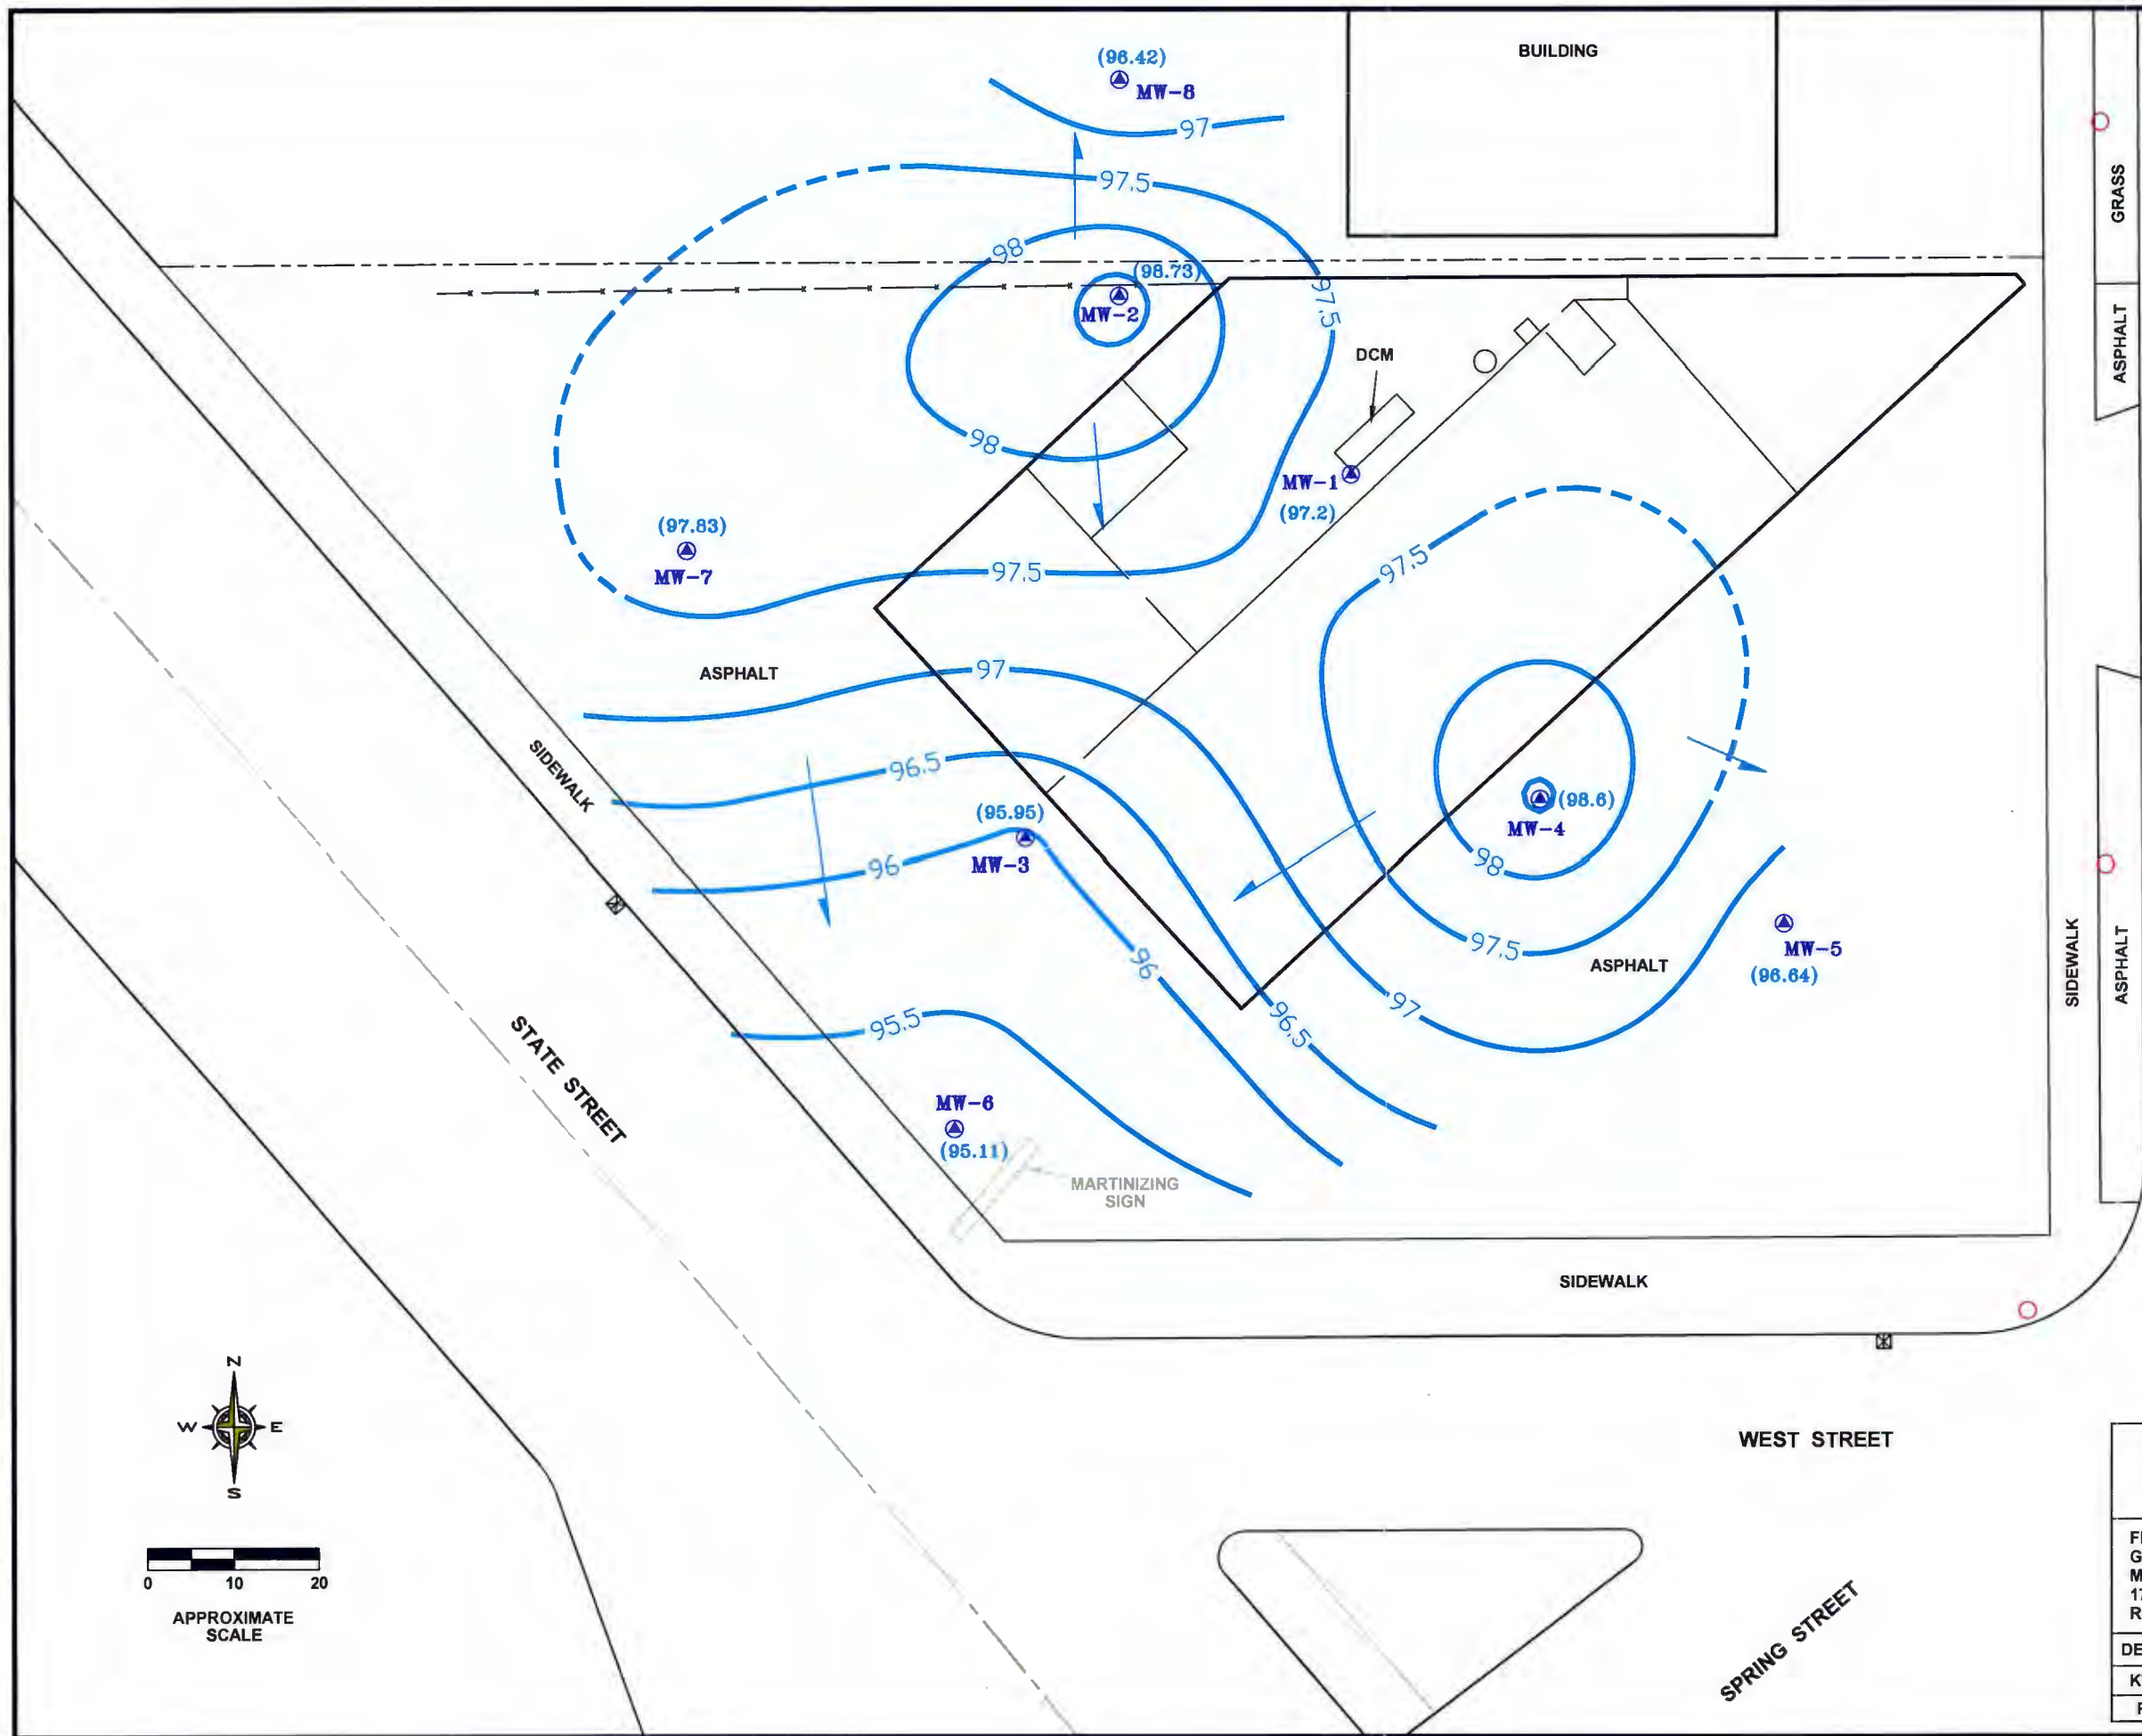 BUILDING
(96.42)
MW-8
97
GRASS
97.5
98
(98.73)
MW-2
97.5
ASPHALT
DCM
98
MW-1
(97.2)
(97.83)
MW-7
97.5
97.5
ASPHALT
97
SIDEWALK
96.5
(95.95)
MW-3
96
(98.6)
MW-4
98
97.5
ASPHALT
MW-5
(96.64)
SIDEWALK
ASPHALT
96
97
96.5
95.5
STATE STREET
MW-6
(95.11)
MARTINIZING
SIGN
SIDEWALK
N
W
E
S
0 10 20
APPROXIMATE
SCALE
WEST STREET
SPRING STREET